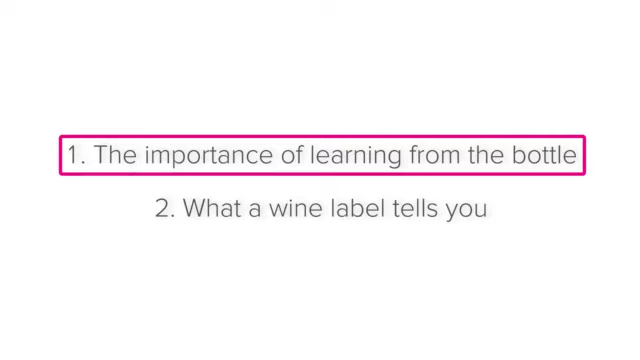 1. The importance of learning from the bottle
2. What a wine label tells you